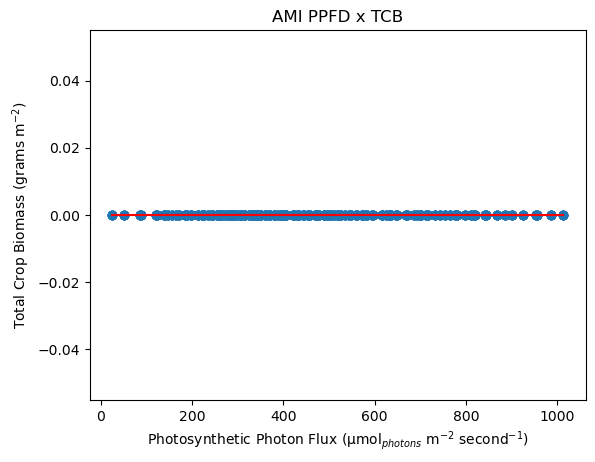 AMI PPFD x TCB
Total Crop Biomass (grams m⁻²)
0.04
0.02
0.00
−0.02
−0.04
0 200 400 600 800 1000
Photosynthetic Photon Flux (μmolₚₕₒₜₒₙₛ m⁻² second⁻¹)